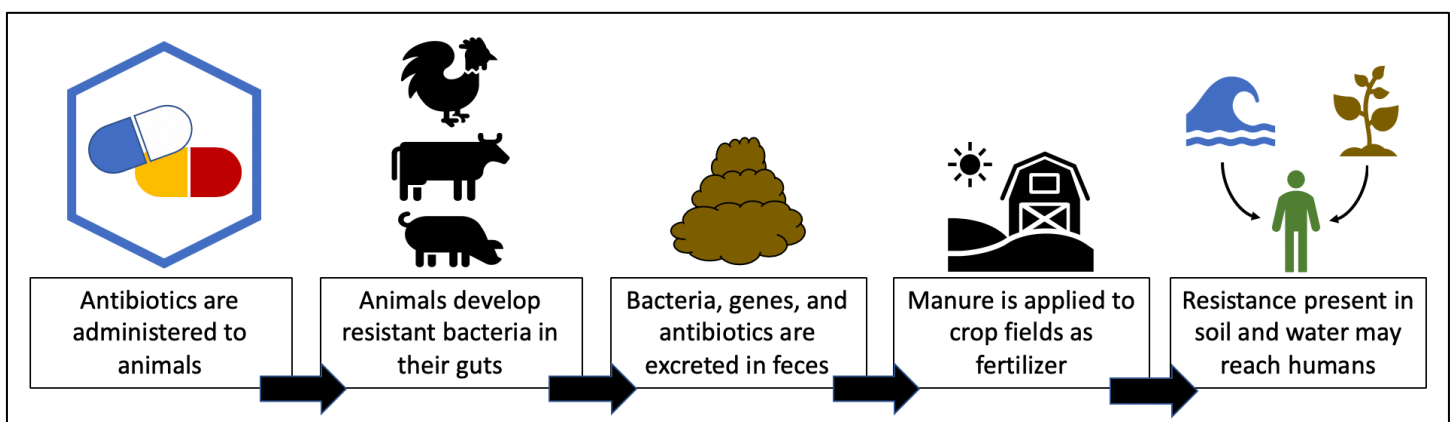 Antibiotics are
administered to
animals
Animals develop
resistant bacteria in
their guts
Bacteria, genes, and
antibiotics are
excreted in feces
Manure is applied to
crop fields as
fertilizer
Resistance present in
soil and water may
reach humans